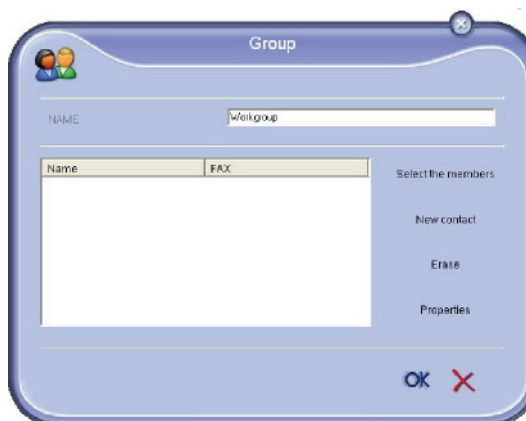 Group
NAME
Workgroup
Name FAX
Select the members
New contact
Erase
Properties
OK